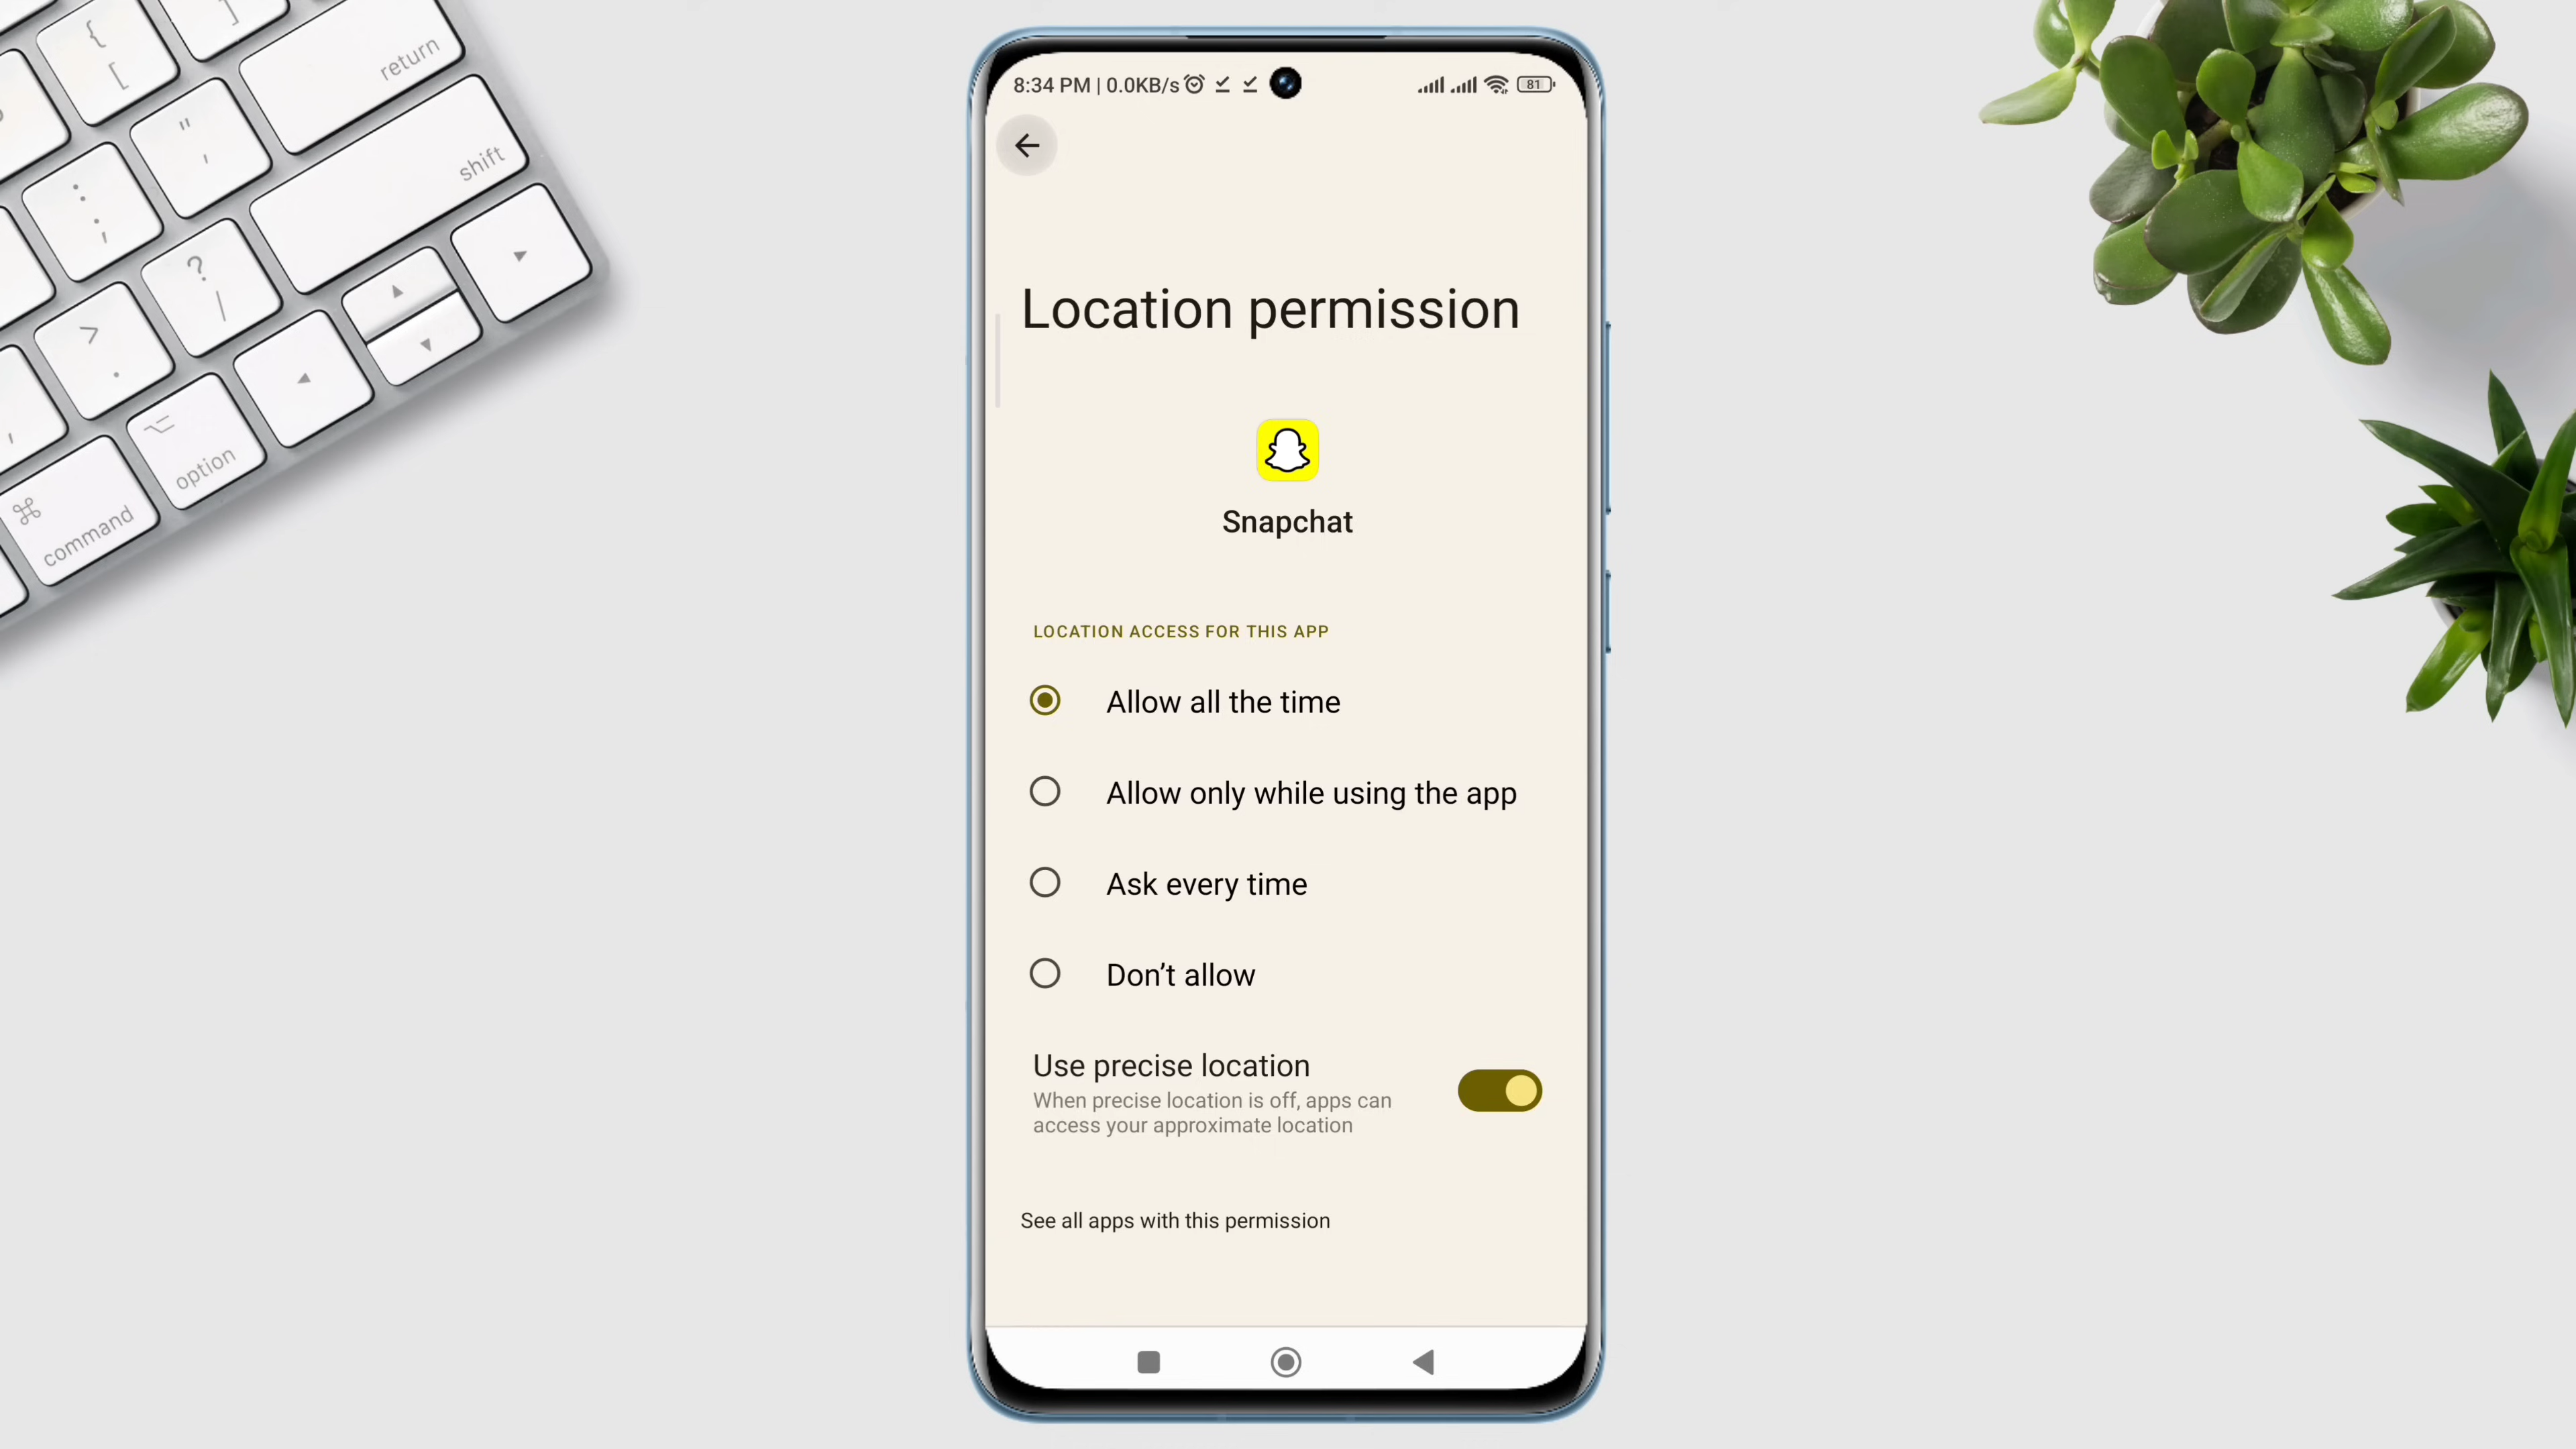 {
[
]
return
"
'
:
;
shift
?
/
>
.
option
⌘
command
8:34 PM | 0.0KB/s
81
Location permission
Snapchat
LOCATION ACCESS FOR THIS APP
Allow all the time
Allow only while using the app
Ask every time
Don't allow
Use precise location
When precise location is off, apps can
access your approximate location
See all apps with this permission